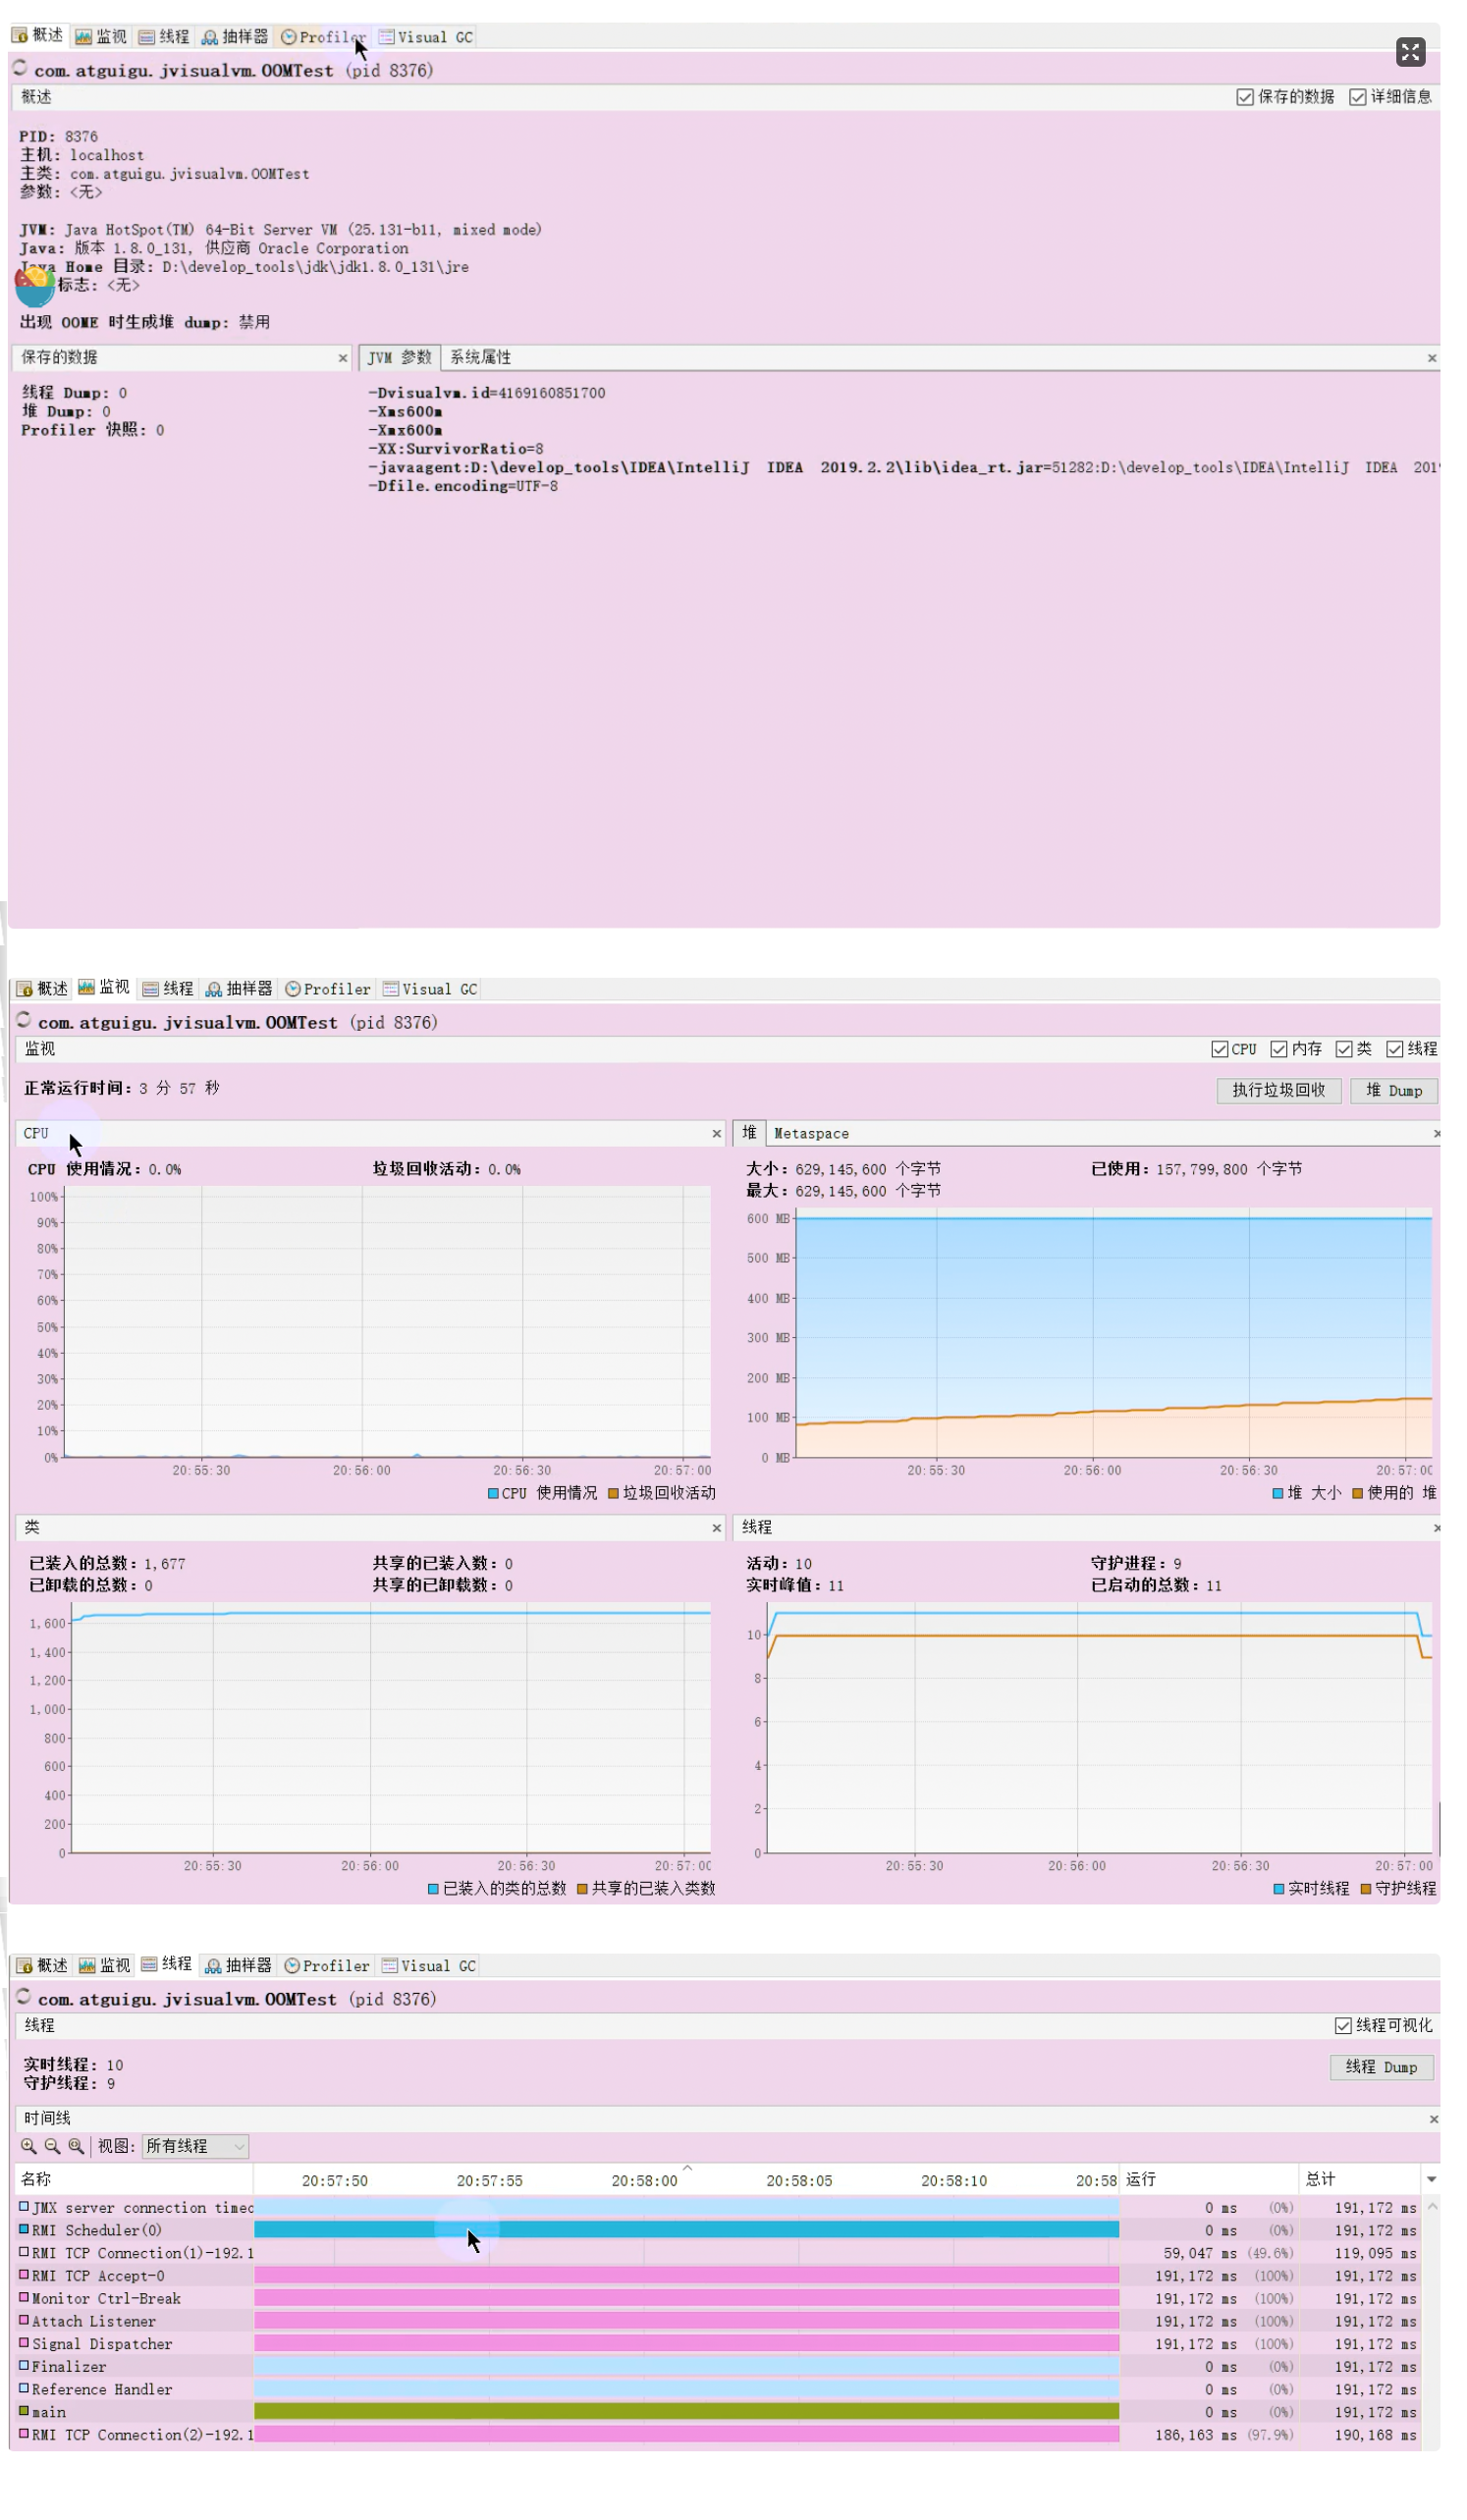 概述 监视 线程 抽样器 Profiler Visual GC
com.atguigu.jvisualvm.OOMTest (pid 8376)
概述 保存的数据 详细信息
PID: 8376
主机: localhost
主类: com.atguigu.jvisualvm.OOMTest
参数: <无>
JVM: Java HotSpot(TM) 64-Bit Server VM (25.131-b11, mixed mode)
Java: 版本 1.8.0_131, 供应商 Oracle Corporation
Java Home 目录: D:\develop_tools\jdk\jdk1.8.0_131\jre
标志: <无>
出现 OOME 时生成堆 dump: 禁用
保存的数据 JVM 参数 系统属性
线程 Dump: 0
堆 Dump: 0
Profiler 快照: 0
-Dvisualvm.id=4169160851700
-Xms600m
-Xmx600m
-XX:SurvivorRatio=8
-javaagent:D:\develop_tools\IDEA\IntelliJ IDEA 2019.2.2\lib\idea_rt.jar=51282:D:\develop_tools\IDEA\IntelliJ IDEA 201
-Dfile.encoding=UTF-8
概述 监视 线程 抽样器 Profiler Visual GC
com.atguigu.jvisualvm.OOMTest (pid 8376)
监视 CPU 内存 类 线程
正常运行时间: 3 分 57 秒 执行垃圾回收 堆 Dump
CPU
CPU 使用情况: 0.0% 垃圾回收活动: 0.0%
100%
90%
80%
70%
60%
50%
40%
30%
20%
10%
0%
20:55:30 20:56:00 20:56:30 20:57:00
CPU 使用情况 垃圾回收活动
堆 Metaspace
大小: 629,145,600 个字节 已使用: 157,799,800 个字节
最大: 629,145,600 个字节
600 MB
500 MB
400 MB
300 MB
200 MB
100 MB
0 MB
20:55:30 20:56:00 20:56:30 20:57:00
堆 大小 使用的 堆
类
已装入的总数: 1,677 共享的已装入数: 0
已卸载的总数: 0 共享的已卸载数: 0
1,600
1,400
1,200
1,000
800
600
400
200
0
20:55:30 20:56:00 20:56:30 20:57:00
已装入的类的总数 共享的已装入类数
线程
活动: 10 守护进程: 9
实时峰值: 11 已启动的总数: 11
10
8
6
4
2
0
20:55:30 20:56:00 20:56:30 20:57:00
实时线程 守护线程
概述 监视 线程 抽样器 Profiler Visual GC
com.atguigu.jvisualvm.OOMTest (pid 8376)
线程 线程可视化
实时线程: 10 线程 Dump
守护线程: 9
时间线
视图: 所有线程
名称 20:57:50 20:57:55 20:58:00 20:58:05 20:58:10 20:58 运行 总计
JMX server connection timeo 0 ms (0%) 191,172 ms
RMI Scheduler(0) 0 ms (0%) 191,172 ms
RMI TCP Connection(1)-192.1 59,047 ms (49.6%) 119,095 ms
RMI TCP Accept-0 191,172 ms (100%) 191,172 ms
Monitor Ctrl-Break 191,172 ms (100%) 191,172 ms
Attach Listener 191,172 ms (100%) 191,172 ms
Signal Dispatcher 191,172 ms (100%) 191,172 ms
Finalizer 0 ms (0%) 191,172 ms
Reference Handler 0 ms (0%) 191,172 ms
main 0 ms (0%) 191,172 ms
RMI TCP Connection(2)-192.1 186,163 ms (97.9%) 190,168 ms